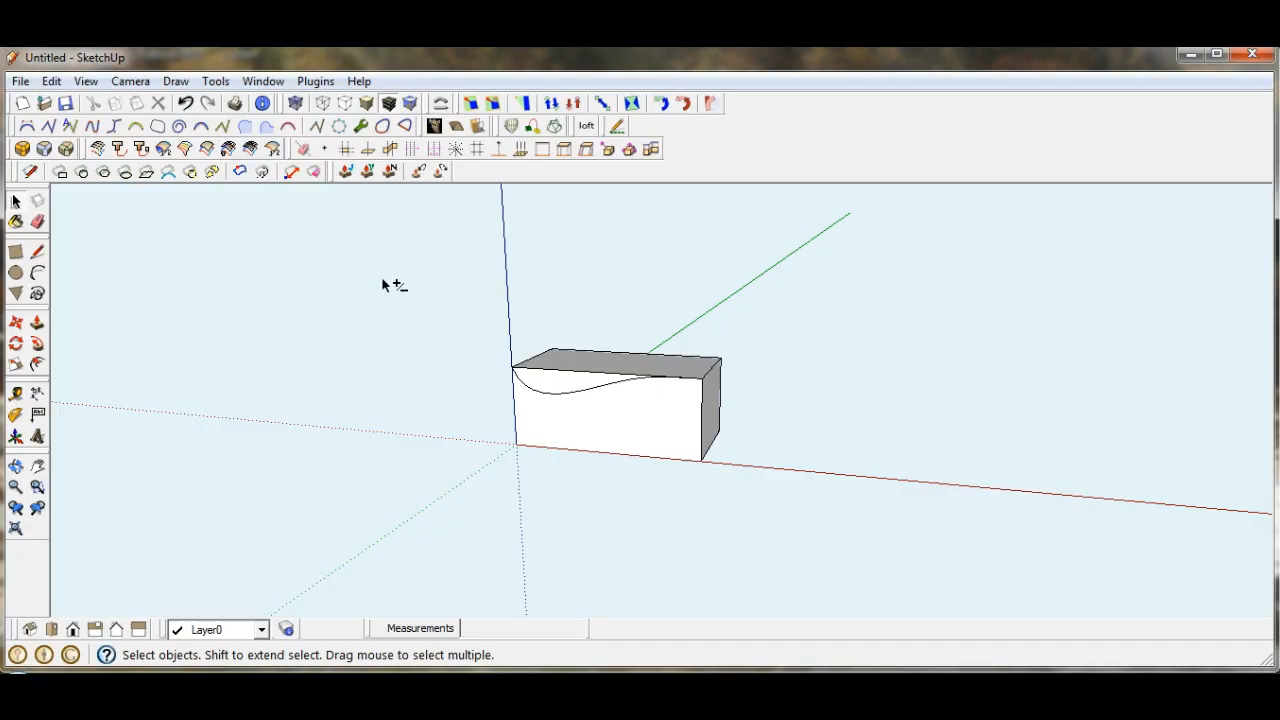 Untitled - SketchUp
File Edit View Camera Draw Tools Window Plugins Help
loft
Layer0
Measurements
Select objects. Shift to extend select. Drag mouse to select multiple.